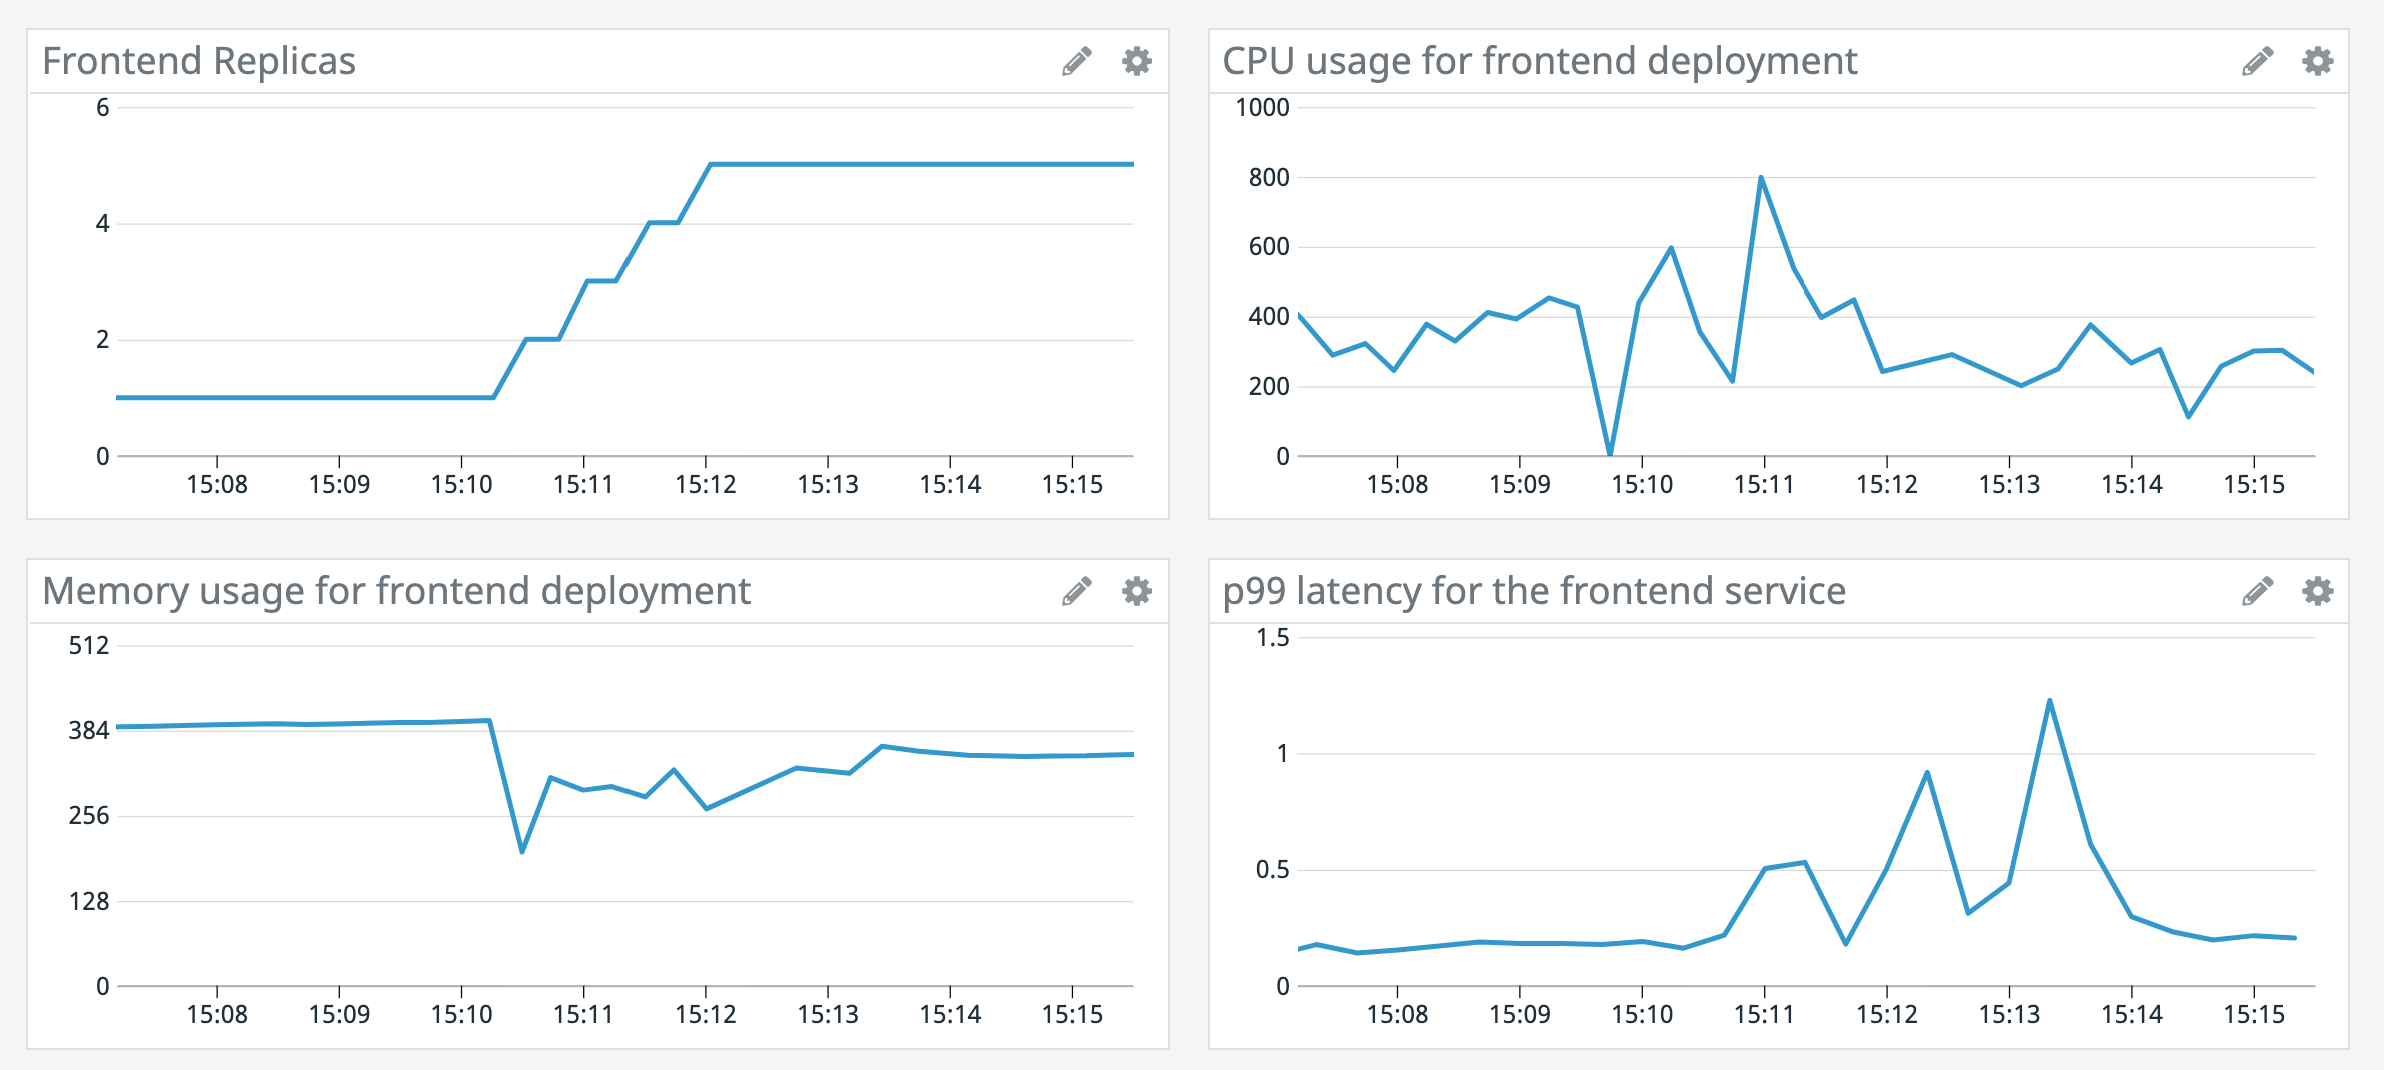 Frontend Replicas
6
4
2
0
15:08 15:09 15:10 15:11 15:12 15:13 15:14 15:15
CPU usage for frontend deployment
1000
800
600
400
200
0
15:08 15:09 15:10 15:11 15:12 15:13 15:14 15:15
Memory usage for frontend deployment
512
384
256
128
0
15:08 15:09 15:10 15:11 15:12 15:13 15:14 15:15
p99 latency for the frontend service
1.5
1
0.5
0
15:08 15:09 15:10 15:11 15:12 15:13 15:14 15:15